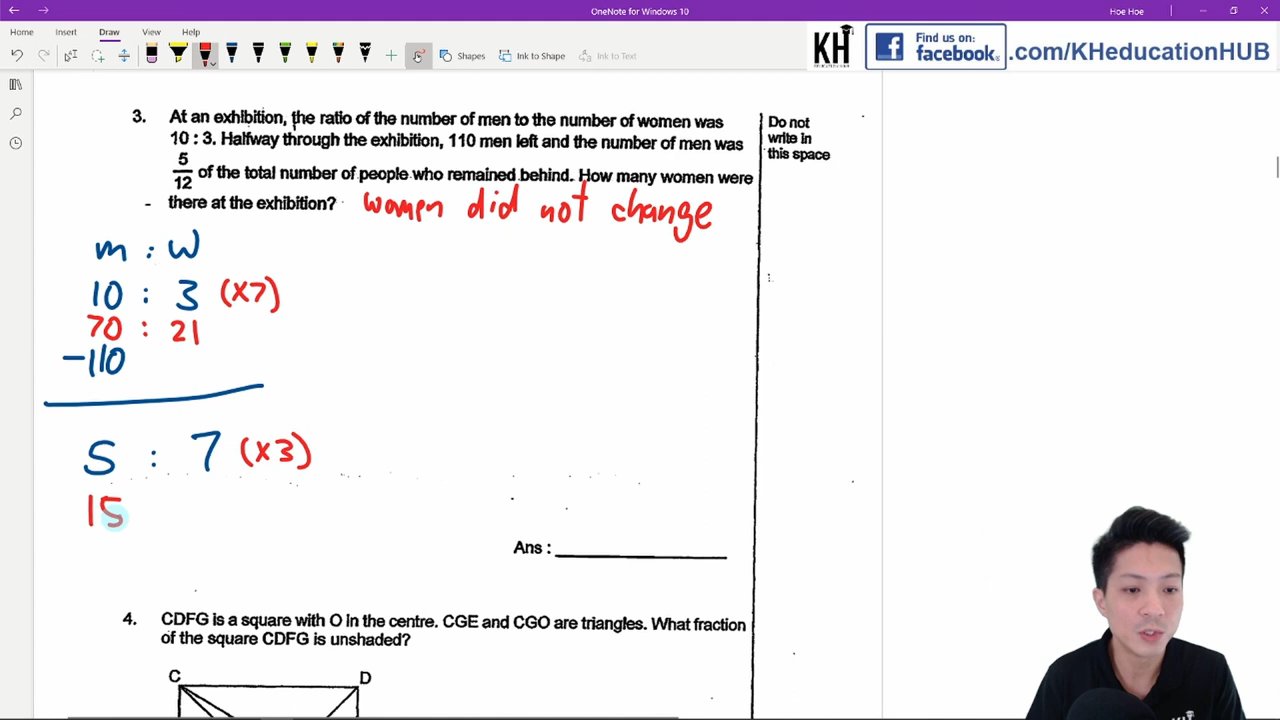 OneNote for Windows 10
Hoe Hoe
Home Insert Draw View Help
Shapes Ink to Shape Ink to Text
KH
Find us on:
facebook.
.com/KHeducationHUB
3. At an exhibition, the ratio of the number of men to the number of women was
10 : 3. Halfway through the exhibition, 110 men left and the number of men was
5/12 of the total number of people who remained behind. How many women were
there at the exhibition? women did not change
Do not
write in
this space
m : W
10 : 3 (x7)
70 : 21
-110
5 : 7 (x3)
15
Ans :
4. CDFG is a square with O in the centre. CGE and CGO are triangles. What fraction
of the square CDFG is unshaded?
C D